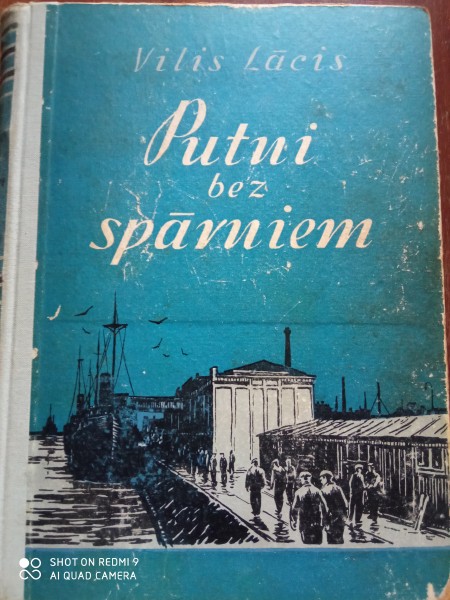 Vilis Lācis
Putni
bez
spārniem
SHOT ON REDMI 9
AI QUAD CAMERA